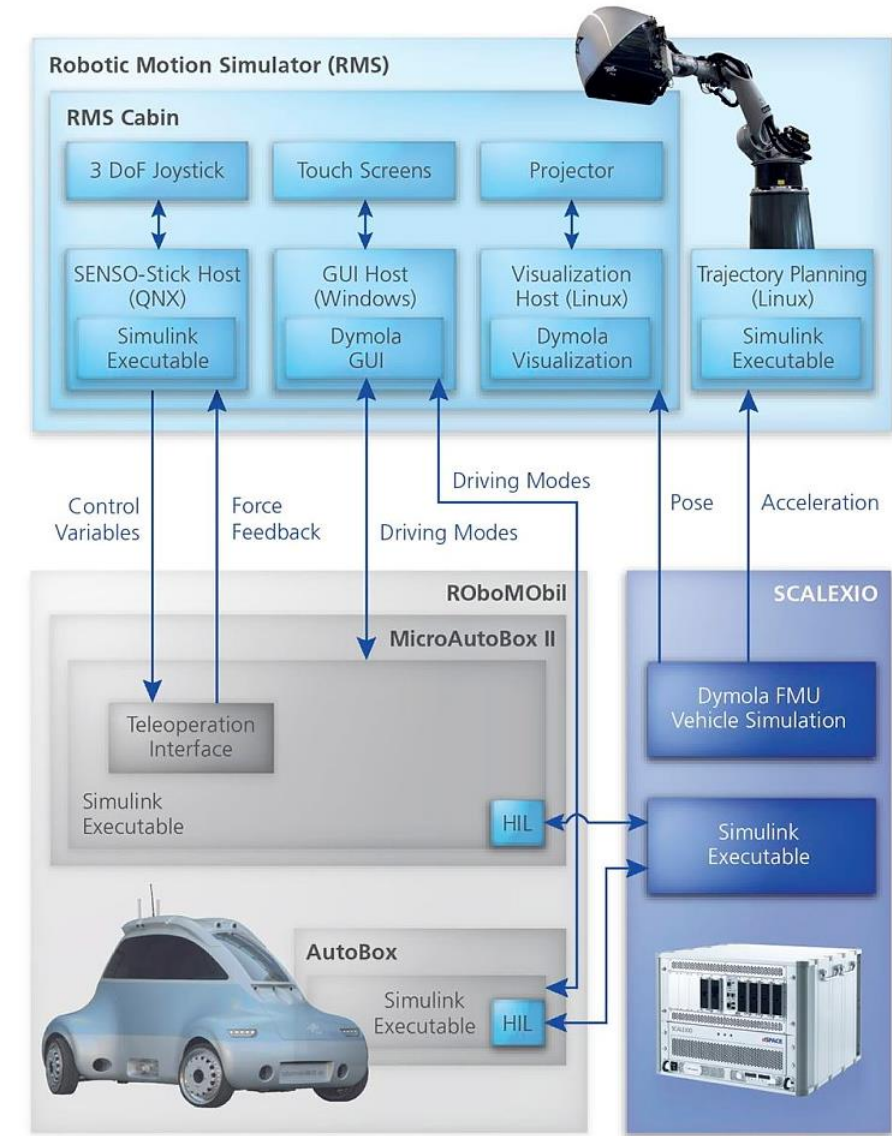 Robotic Motion Simulator (RMS)
RMS Cabin
3 DoF Joystick
Touch Screens
Projector
SENSO-Stick Host
(QNX)
Simulink
Executable
GUI Host
(Windows)
Dymola
GUI
Visualization
Host (Linux)
Dymola
Visualization
Trajectory Planning
(Linux)
Simulink
Executable
Control
Variables
Force
Feedback
Driving Modes
Driving Modes
Pose
Acceleration
ROboMObil
MicroAutoBox II
Teleoperation
Interface
Simulink
Executable
HIL
AutoBox
Simulink
Executable
HIL
SCALEXIO
Dymola FMU
Vehicle Simulation
Simulink
Executable
SCALEXIO
dSPACE